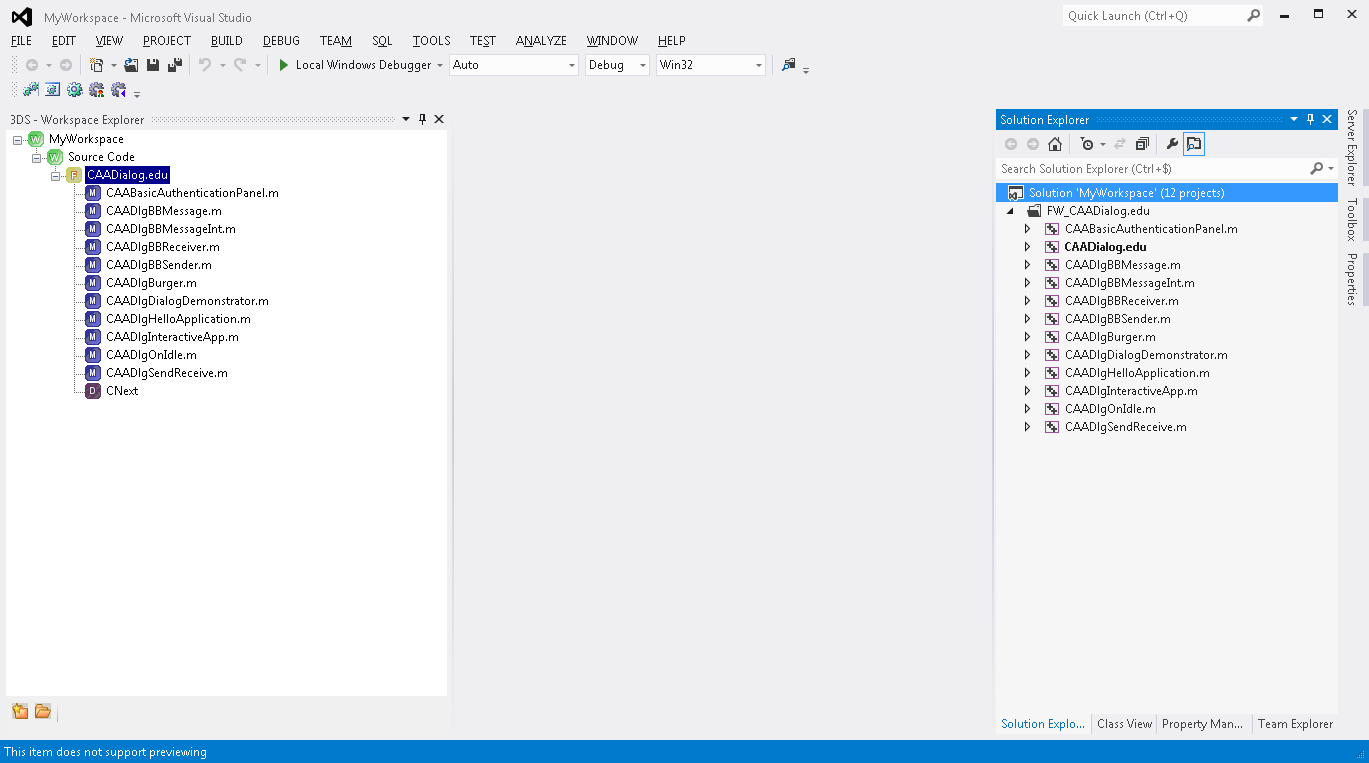 MyWorkspace - Microsoft Visual Studio
Quick Launch (Ctrl+Q)
FILE EDIT VIEW PROJECT BUILD DEBUG TEAM SQL TOOLS TEST ANALYZE WINDOW HELP
Local Windows Debugger Auto Debug Win32
3DS - Workspace Explorer
W MyWorkspace
W Source Code
F CAADialog.edu
M CAABasicAuthenticationPanel.m
M CAADlgBBMessage.m
M CAADlgBBMessageInt.m
M CAADlgBBReceiver.m
M CAADlgBBSender.m
M CAADlgBurger.m
M CAADlgDialogDemonstrator.m
M CAADlgHelloApplication.m
M CAADlgInteractiveApp.m
M CAADlgOnIdle.m
M CAADlgSendReceive.m
D CNext
Solution Explorer
Search Solution Explorer (Ctrl+$)
Solution 'MyWorkspace' (12 projects)
FW_CAADialog.edu
CAABasicAuthenticationPanel.m
CAADialog.edu
CAADlgBBMessage.m
CAADlgBBMessageInt.m
CAADlgBBReceiver.m
CAADlgBBSender.m
CAADlgBurger.m
CAADlgDialogDemonstrator.m
CAADlgHelloApplication.m
CAADlgInteractiveApp.m
CAADlgOnIdle.m
CAADlgSendReceive.m
Solution Explo... Class View Property Man... Team Explorer
Server Explorer
Toolbox
Properties
This item does not support previewing